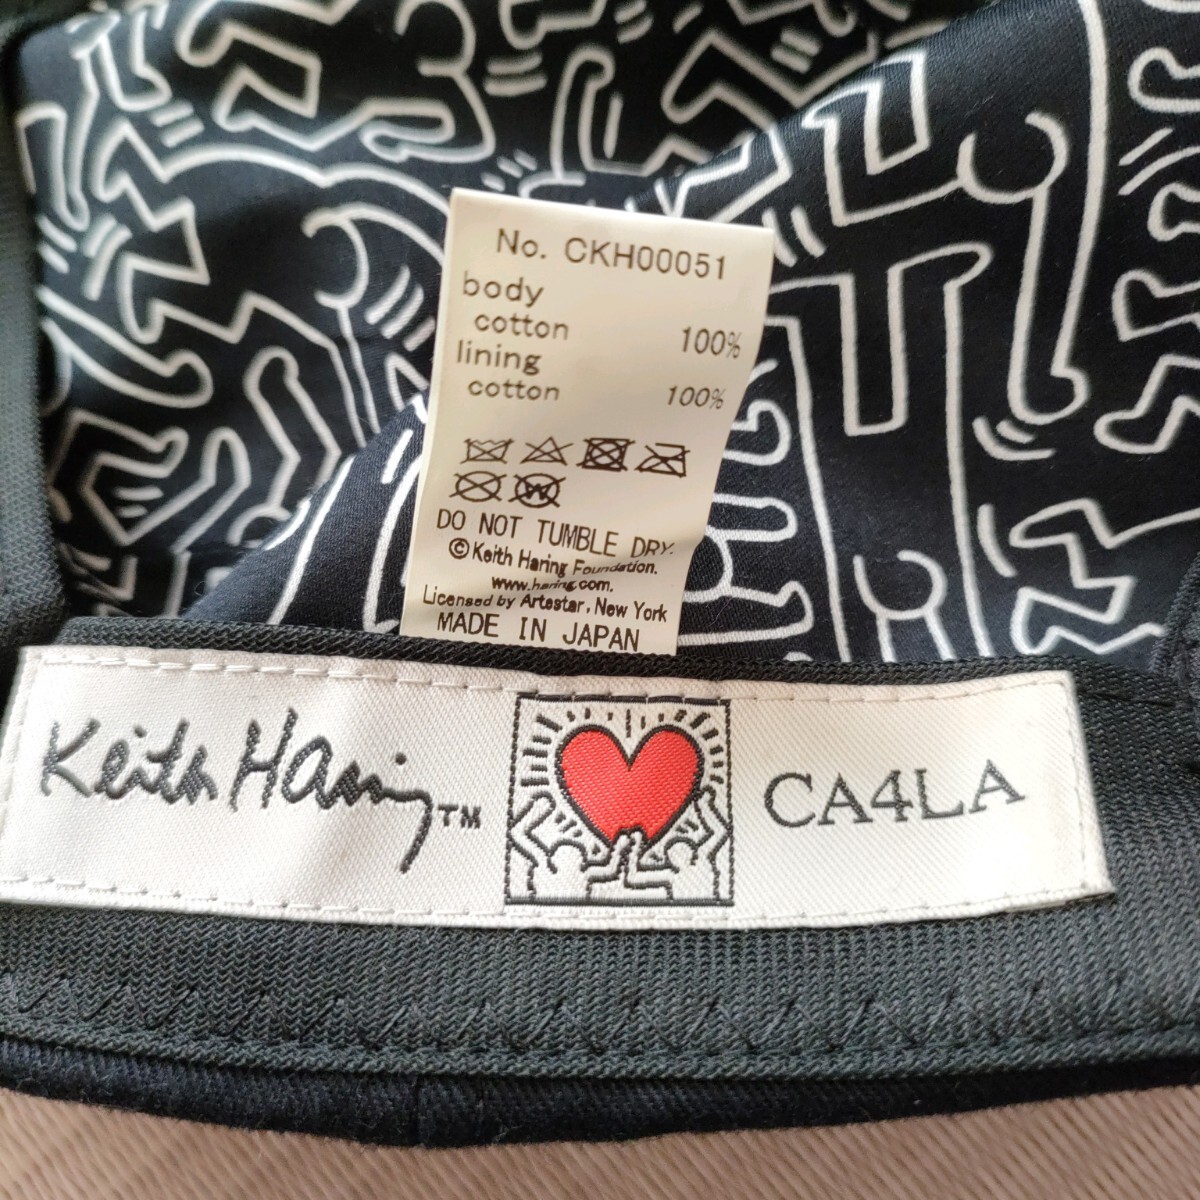 No. CKH00051
body
cotton 100%
lining
cotton 100%
W
DO NOT TUMBLE DRY.
©Keith Haring Foundation.
www.haring.com.
Licensed by Artestar, New York
MADE IN JAPAN
Keith Haring™ CA4LA